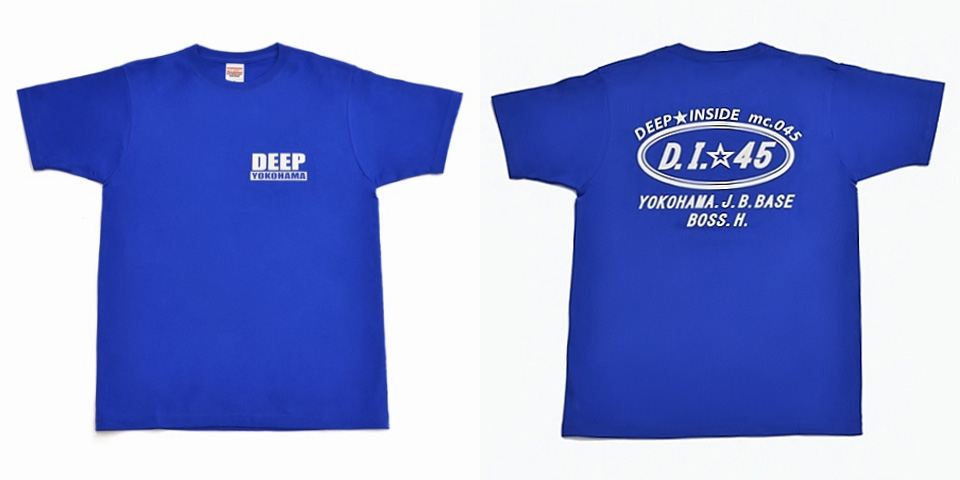 DEEP
YOKOHAMA
DEEP★INSIDE mc.045
D.I.☆45
YOKOHAMA.J.B.BASE
BOSS.H.